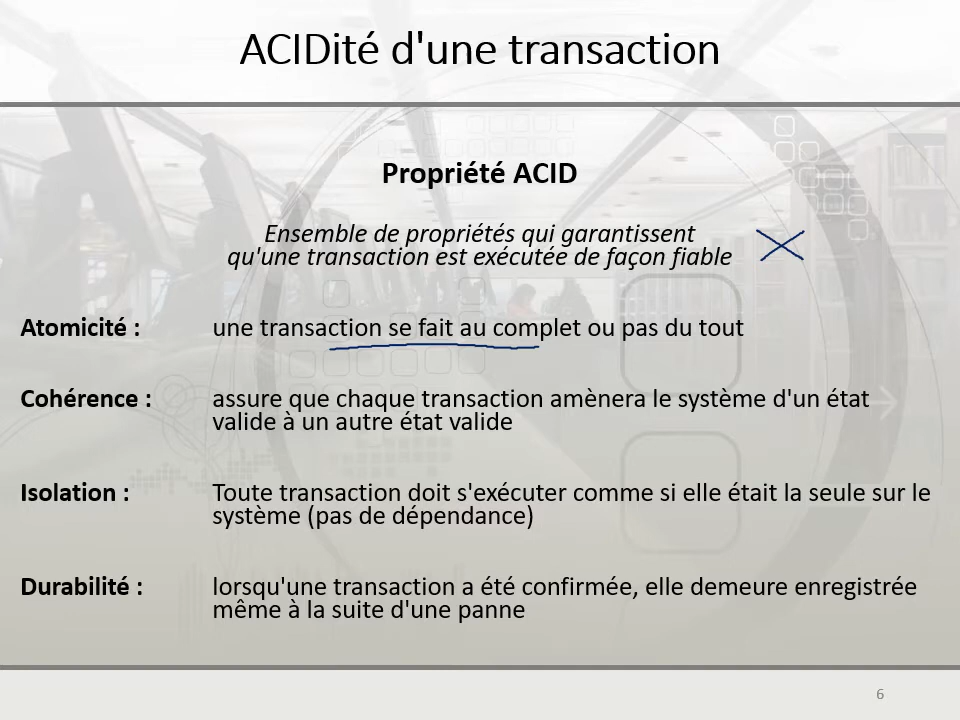 ACIDité d'une transaction
Propriété ACID
Ensemble de propriétés qui garantissent
qu'une transaction est exécutée de façon fiable
Atomicité : une transaction se fait au complet ou pas du tout
Cohérence : assure que chaque transaction amènera le système d'un état
valide à un autre état valide
Isolation : Toute transaction doit s'exécuter comme si elle était la seule sur le
système (pas de dépendance)
Durabilité : lorsqu'une transaction a été confirmée, elle demeure enregistrée
même à la suite d'une panne
6